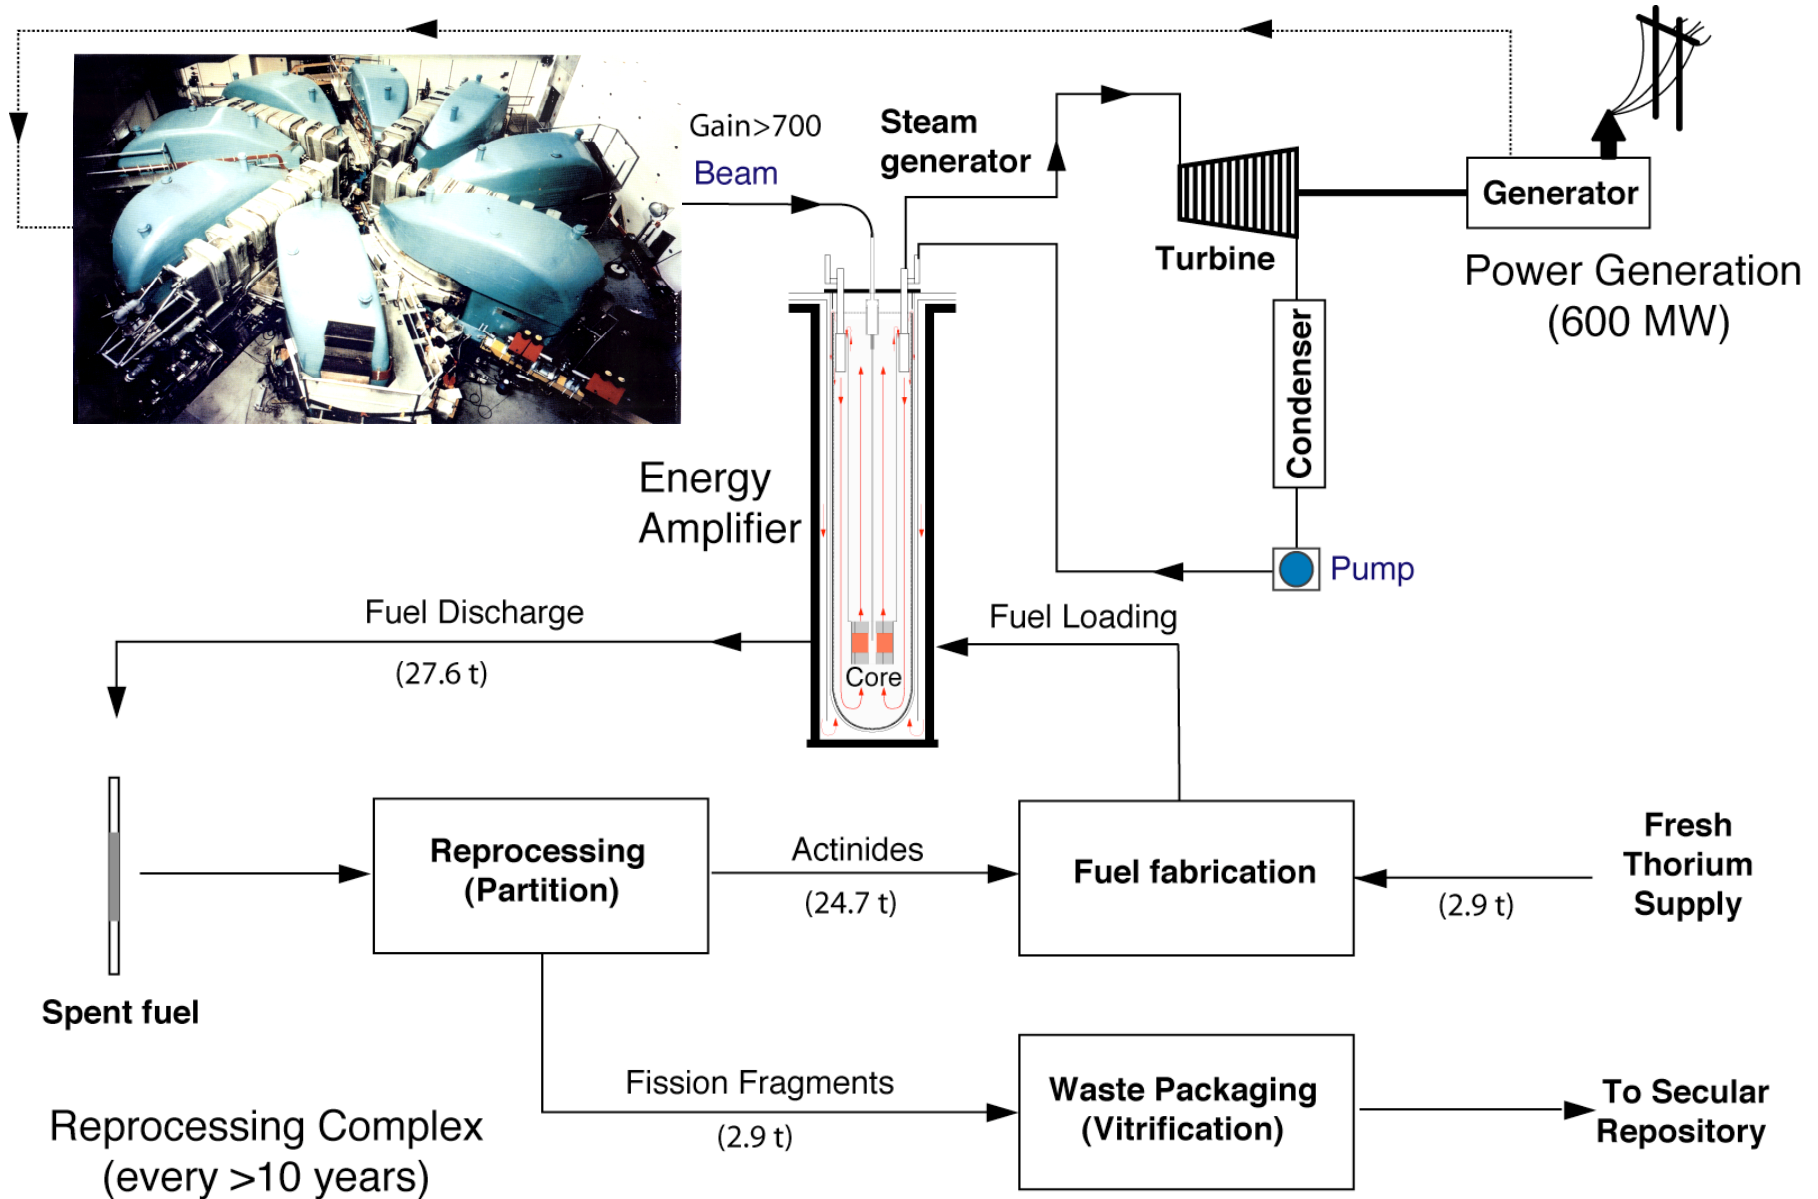 Gain>700
Beam
Steam
generator
Turbine
Generator
Power Generation
(600 MW)
Condenser
Pump
Energy
Amplifier
Fuel Discharge
(27.6 t)
Fuel Loading
Core
Reprocessing
(Partition)
Actinides
(24.7 t)
Fuel fabrication
(2.9 t)
Fresh
Thorium
Supply
Spent fuel
Fission Fragments
(2.9 t)
Waste Packaging
(Vitrification)
To Secular
Repository
Reprocessing Complex
(every >10 years)